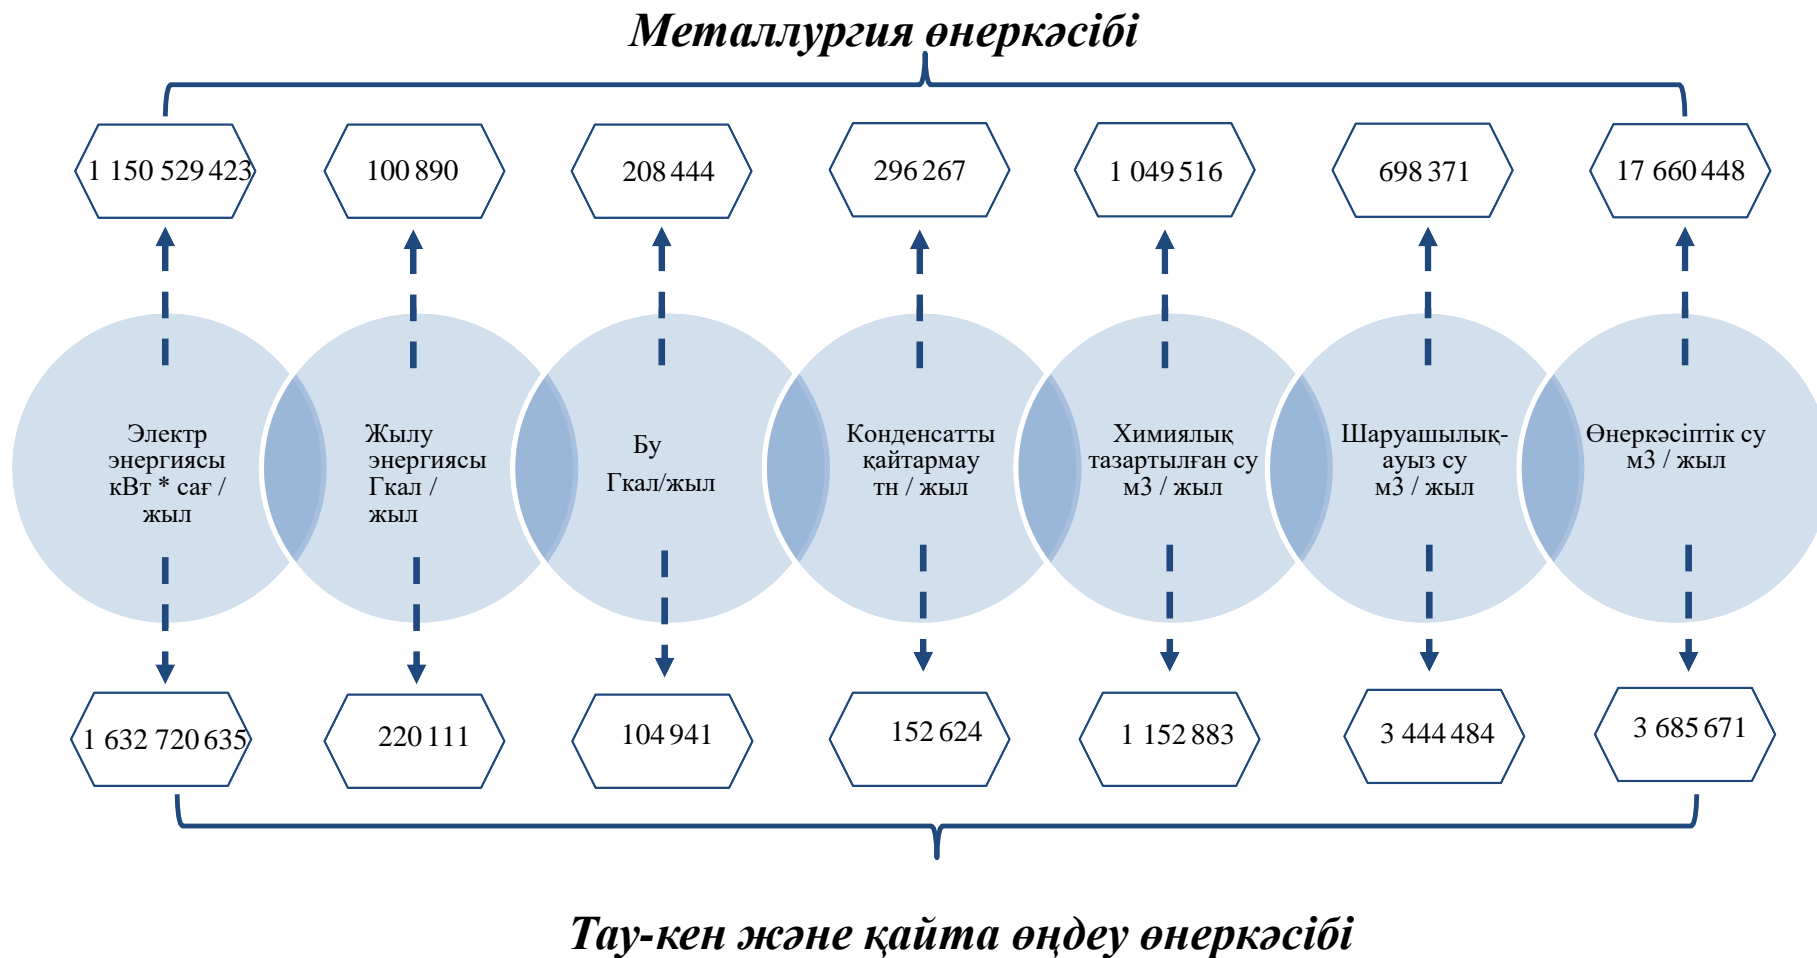 Металлургия өнеркәсібі
1 150 529 423
100 890
208 444
296 267
1 049 516
698 371
17 660 448
Электр
энергиясы
кВт * сағ /
жыл
Жылу
энергиясы
Гкал /
жыл
Бу
Гкал/жыл
Конденсатты
қайтармау
тн / жыл
Химиялық
тазартылған су
м3 / жыл
Шаруашылық-
ауыз су
м3 / жыл
Өнеркәсіптік су
м3 / жыл
1 632 720 635
220 111
104 941
152 624
1 152 883
3 444 484
3 685 671
Тау-кен және қайта өңдеу өнеркәсібі